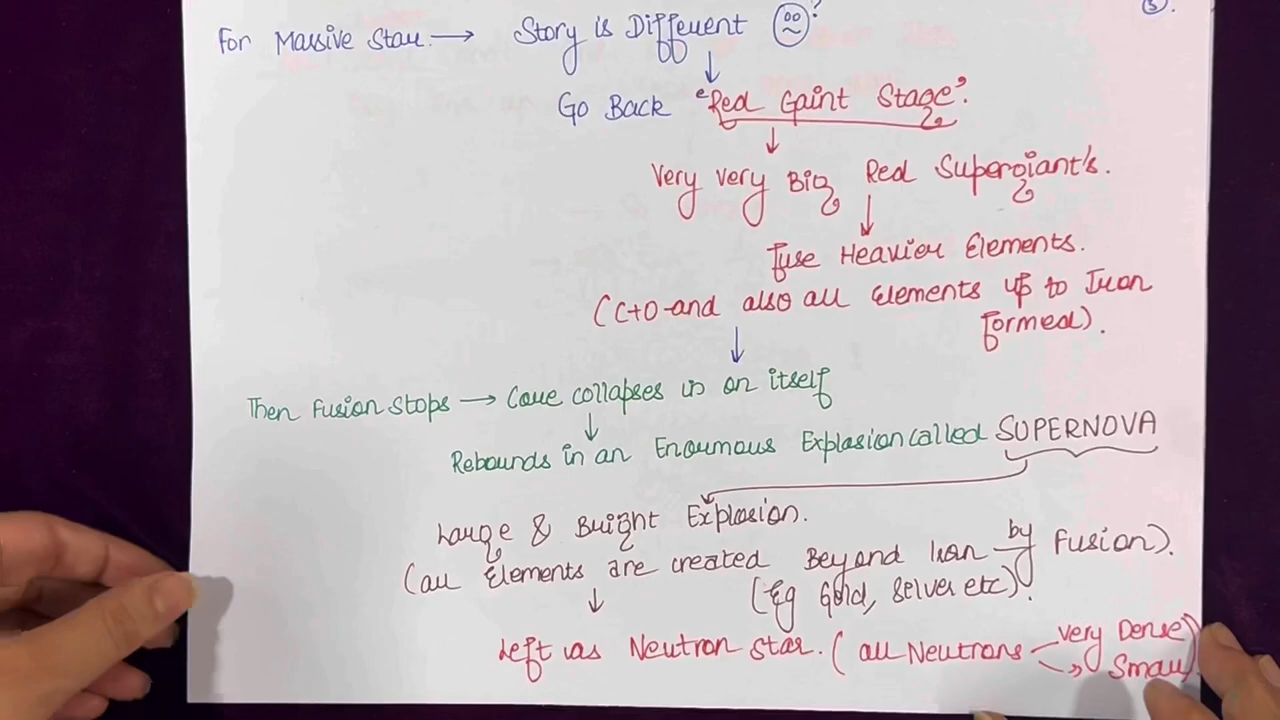 ③.
For Massive Star → Story is Different ?
↓
Go Back "Red Gaint Stage".
↓
Very very Big Red Supergiant's.
↓
Fuse Heavier Elements.
(C+O and also all elements up to Iron
formed).
↓
Then Fusion stops → Core collapses in on itself
↓
Rebounds in an Enormous Explosion called SUPERNOVA
Large & Bright Explosion.
(all Elements are created Beyond Iron by Fusion).
(Eg Gold, Selver etc).
↓
Left as Neutron Star. (all Neutrons → very Dense
→ Small)